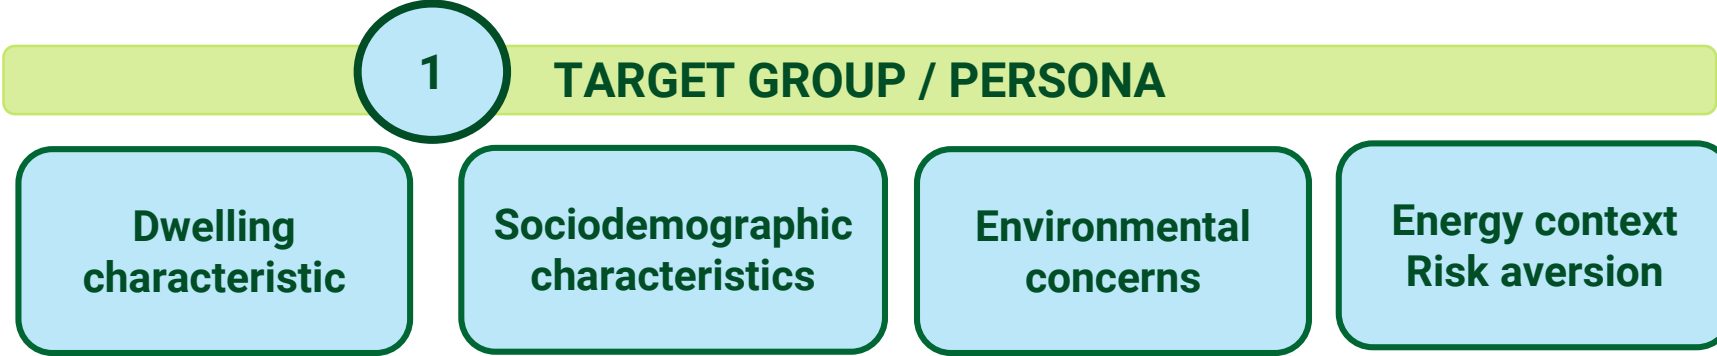 1
TARGET GROUP / PERSONA
Dwelling
characteristic
Sociodemographic
characteristics
Environmental
concerns
Energy context
Risk aversion